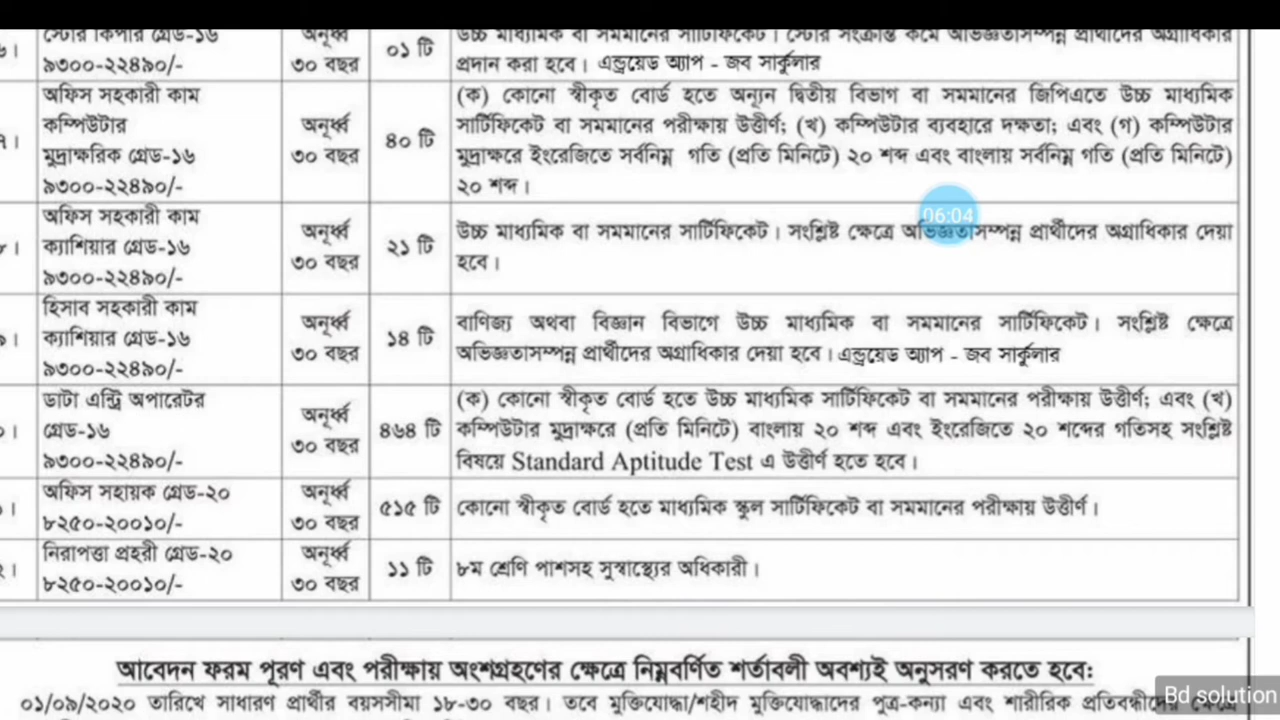 ৬।
স্টোর কিপার গ্রেড-১৬
৯৩০০-২২৪৯০/-
অনূর্ধ্ব
৩০ বছর
০১ টি
উচ্চ মাধ্যমিক বা সমমানের সার্টিফিকেট। স্টোর সংক্রান্ত কর্মে অভিজ্ঞতাসম্পন্ন প্রার্থীদের অগ্রাধিকার
প্রদান করা হবে। এন্ড্রয়েড অ্যাপ - জব সার্কুলার
৭।
অফিস সহকারী কাম
কম্পিউটার
মুদ্রাক্ষরিক গ্রেড-১৬
৯৩০০-২২৪৯০/-
অনূর্ধ্ব
৩০ বছর
৪০ টি
(ক) কোনো স্বীকৃত বোর্ড হতে অন্যূন দ্বিতীয় বিভাগ বা সমমানের জিপিএতে উচ্চ মাধ্যমিক
সার্টিফিকেট বা সমমানের পরীক্ষায় উত্তীর্ণ; (খ) কম্পিউটার ব্যবহারে দক্ষতা; এবং (গ) কম্পিউটার
মুদ্রাক্ষরে ইংরেজিতে সর্বনিম্ন গতি (প্রতি মিনিটে) ২০ শব্দ এবং বাংলায় সর্বনিম্ন গতি (প্রতি মিনিটে)
২০ শব্দ।
৮।
অফিস সহকারী কাম
ক্যাশিয়ার গ্রেড-১৬
৯৩০০-২২৪৯০/-
অনূর্ধ্ব
৩০ বছর
২১ টি
06:04
উচ্চ মাধ্যমিক বা সমমানের সার্টিফিকেট। সংশ্লিষ্ট ক্ষেত্রে অভিজ্ঞতাসম্পন্ন প্রার্থীদের অগ্রাধিকার দেয়া
হবে।
৯।
হিসাব সহকারী কাম
ক্যাশিয়ার গ্রেড-১৬
৯৩০০-২২৪৯০/-
অনূর্ধ্ব
৩০ বছর
১৪ টি
বাণিজ্য অথবা বিজ্ঞান বিভাগে উচ্চ মাধ্যমিক বা সমমানের সার্টিফিকেট। সংশ্লিষ্ট ক্ষেত্রে
অভিজ্ঞতাসম্পন্ন প্রার্থীদের অগ্রাধিকার দেয়া হবে। এন্ড্রয়েড অ্যাপ - জব সার্কুলার
০।
ডাটা এন্ট্রি অপারেটর
গ্রেড-১৬
৯৩০০-২২৪৯০/-
অনূর্ধ্ব
৩০ বছর
৪৬৪ টি
(ক) কোনো স্বীকৃত বোর্ড হতে উচ্চ মাধ্যমিক সার্টিফিকেট বা সমমানের পরীক্ষায় উত্তীর্ণ; এবং (খ)
কম্পিউটার মুদ্রাক্ষরে (প্রতি মিনিটে) বাংলায় ২০ শব্দ এবং ইংরেজিতে ২০ শব্দের গতিসহ সংশ্লিষ্ট
বিষয়ে Standard Aptitude Test এ উত্তীর্ণ হতে হবে।
১।
অফিস সহায়ক গ্রেড-২০
৮২৫০-২০০১০/-
অনূর্ধ্ব
৩০ বছর
৫১৫ টি
কোনো স্বীকৃত বোর্ড হতে মাধ্যমিক স্কুল সার্টিফিকেট বা সমমানের পরীক্ষায় উত্তীর্ণ।
২।
নিরাপত্তা প্রহরী গ্রেড-২০
৮২৫০-২০০১০/-
অনূর্ধ্ব
৩০ বছর
১১ টি
৮ম শ্রেণি পাশসহ সুস্বাস্থ্যের অধিকারী।
আবেদন ফরম পূরণ এবং পরীক্ষায় অংশগ্রহণের ক্ষেত্রে নিম্নবর্ণিত শর্তাবলী অবশ্যই অনুসরণ করতে হবে:
০১/০৯/২০২০ তারিখে সাধারণ প্রার্থীর বয়সসীমা ১৮-৩০ বছর। তবে মুক্তিযোদ্ধা/শহীদ মুক্তিযোদ্ধাদের পুত্র-কন্যা এবং শারীরিক প্রতিবন্ধীদের ক্ষেত্রে
Bd solution